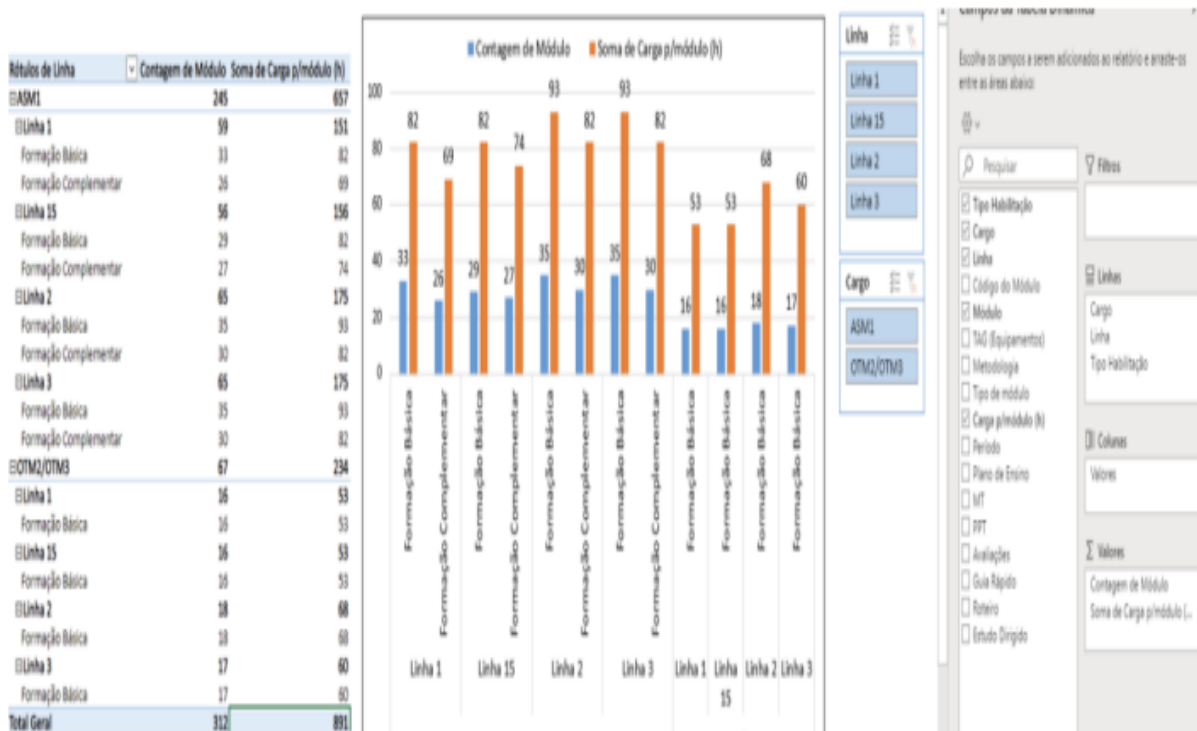 Rótulos de Linha Contagem de Módulo Soma de Carga p/módulo (h)
ASM1 245 657
Linha 1 59 151
Formação Básica 33 82
Formação Complementar 26 69
Linha 15 56 156
Formação Básica 29 82
Formação Complementar 27 74
Linha 2 65 175
Formação Básica 35 93
Formação Complementar 30 82
Linha 3 65 175
Formação Básica 35 93
Formação Complementar 30 82
OTM2/OTM3 67 234
Linha 1 16 53
Formação Básica 16 53
Linha 15 16 53
Formação Básica 16 53
Linha 2 18 68
Formação Básica 18 68
Linha 3 17 60
Formação Básica 17 60
Total Geral 312 891
Contagem de Módulo Soma de Carga p/módulo (h)
100
80
60
40
20
0
33 82 26 69 29 82 27 74 35 93 30 82 35 93 30 82 16 53 16 53 18 68 17 60
Formação Básica
Formação Complementar
Formação Básica
Formação Complementar
Formação Básica
Formação Complementar
Formação Básica
Formação Complementar
Formação Básica
Formação Básica
Formação Básica
Formação Básica
Linha 1 Linha 15 Linha 2 Linha 3 Linha 1 Linha 15 Linha 2 Linha 3
Linha
Linha 1
Linha 15
Linha 2
Linha 3
Cargo
ASM1
OTM2/OTM3
Campos da Tabela Dinâmica
Escolha os campos a serem adicionados ao relatório e arraste-os
entre as áreas abaixo:
Pesquisar
Tipo Habilitação
Cargo
Linha
Código do Módulo
Módulo
TAG (Equipamentos)
Metodologia
Tipo de módulo
Carga p/módulo (h)
Período
Plano de Ensino
MT
PPT
Avaliações
Guia Rápido
Roteiro
Estudo Dirigido
Filtros
Linhas
Cargo
Linha
Tipo Habilitação
Colunas
Valores
Σ Valores
Contagem de Módulo
Soma de Carga p/módulo (...